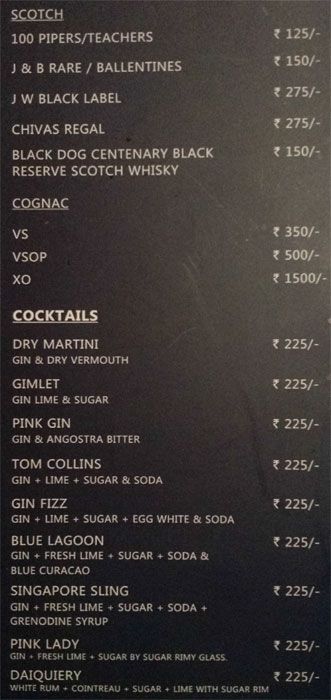 SCOTCH
100 PIPERS/TEACHERS ₹ 125/-
J & B RARE / BALLENTINES ₹ 150/-
J W BLACK LABEL ₹ 275/-
CHIVAS REGAL ₹ 275/-
BLACK DOG CENTENARY BLACK ₹ 150/-
RESERVE SCOTCH WHISKY
COGNAC
VS ₹ 350/-
VSOP ₹ 500/-
XO ₹ 1500/-
COCKTAILS
DRY MARTINI ₹ 225/-
GIN & DRY VERMOUTH
GIMLET ₹ 225/-
GIN LIME & SUGAR
PINK GIN ₹ 225/-
GIN & ANGOSTRA BITTER
TOM COLLINS ₹ 225/-
GIN + LIME + SUGAR & SODA
GIN FIZZ ₹ 225/-
GIN + LIME + SUGAR + EGG WHITE & SODA
BLUE LAGOON ₹ 225/-
GIN + FRESH LIME + SUGAR + SODA &
BLUE CURACAO
SINGAPORE SLING ₹ 225/-
GIN + FRESH LIME + SUGAR + SODA +
GRENODINE SYRUP
PINK LADY ₹ 225/-
GIN + FRESH LIME + SUGAR BY SUGAR RIMY GLASS.
DAIQUIERY ₹ 225/-
WHITE RUM + COINTREAU + SUGAR + LIME WITH SUGAR RIM